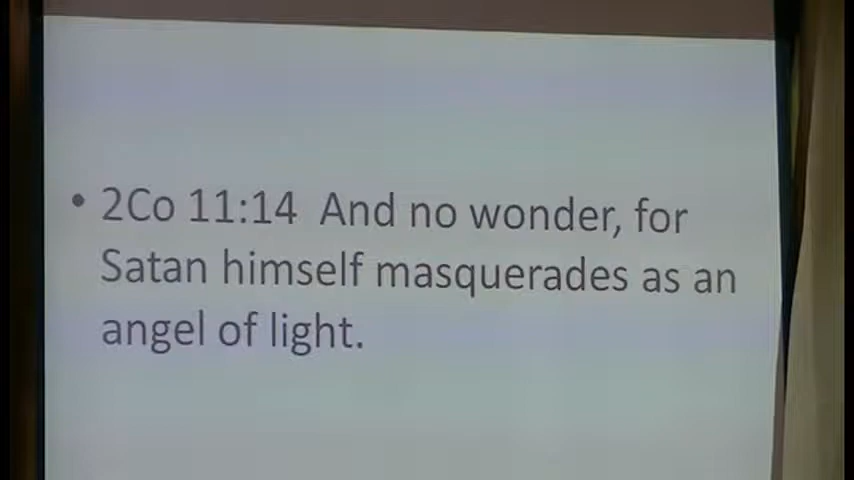 • 2Co 11:14  And no wonder, for
Satan himself masquerades as an
angel of light.